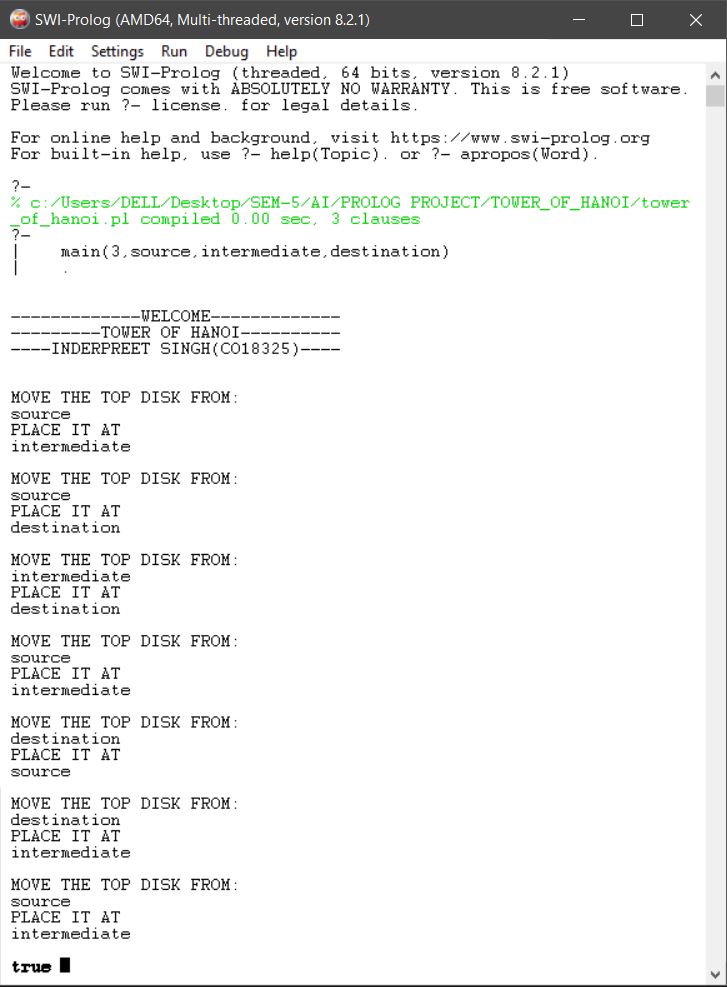 SWI-Prolog (AMD64, Multi-threaded, version 8.2.1)
File Edit Settings Run Debug Help
Welcome to SWI-Prolog (threaded, 64 bits, version 8.2.1)
SWI-Prolog comes with ABSOLUTELY NO WARRANTY. This is free software.
Please run ?- license. for legal details.
For online help and background, visit https://www.swi-prolog.org
For built-in help, use ?- help(Topic). or ?- apropos(Word).
?-
% c:/Users/DELL/Desktop/SEM-5/AI/PROLOG PROJECT/TOWER_OF_HANOI/tower
_of_hanoi.pl compiled 0.00 sec, 3 clauses
?-
|    main(3,source,intermediate,destination)
|    .
-------------WELCOME-------------
---------TOWER OF HANOI----------
----INDERPREET SINGH(CO18325)----
MOVE THE TOP DISK FROM:
source
PLACE IT AT
intermediate
MOVE THE TOP DISK FROM:
source
PLACE IT AT
destination
MOVE THE TOP DISK FROM:
intermediate
PLACE IT AT
destination
MOVE THE TOP DISK FROM:
source
PLACE IT AT
intermediate
MOVE THE TOP DISK FROM:
destination
PLACE IT AT
source
MOVE THE TOP DISK FROM:
destination
PLACE IT AT
intermediate
MOVE THE TOP DISK FROM:
source
PLACE IT AT
intermediate
true